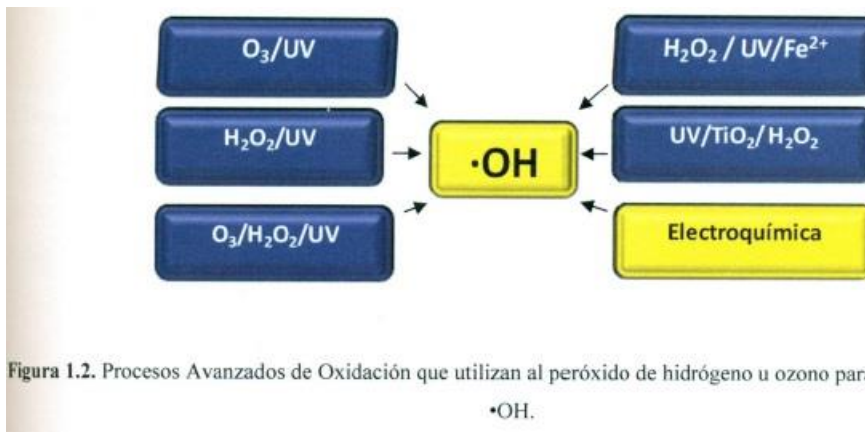 O₃/UV
H₂O₂/UV
O₃/H₂O₂/UV
·OH
H₂O₂ / UV/Fe²⁺
UV/TiO₂/H₂O₂
Electroquímica
Figura 1.2. Procesos Avanzados de Oxidación que utilizan al peróxido de hidrógeno u ozono para
•OH.